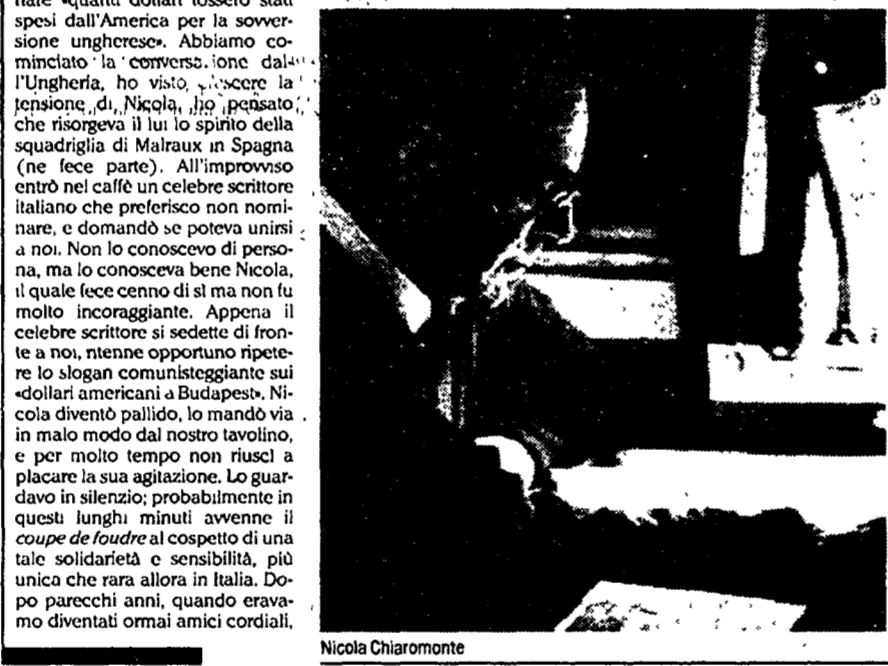 nare «quanti dollari fossero stati
spesi dall'America per la sovver-
sione ungherese». Abbiamo co-
minciato la conversazione dal-
l'Ungheria, ho visto crescere la
tensione di Nicola, ho pensato
che risorgeva il lui lo spirito della
squadriglia di Malraux in Spagna
(ne fece parte). All'improvviso
entrò nel caffè un celebre scrittore
italiano che preferisco non nomi-
nare, e domandò se poteva unirsi
a noi. Non lo conoscevo di perso-
na, ma lo conosceva bene Nicola,
il quale fece cenno di sì ma non fu
molto incoraggiante. Appena il
celebre scrittore si sedette di fron-
te a noi, ritenne opportuno ripete-
re lo slogan comunisteggiante sui
«dollari americani a Budapest». Ni-
cola diventò pallido, lo mandò via
in malo modo dal nostro tavolino,
e per molto tempo non riuscì a
placare la sua agitazione. Lo guar-
davo in silenzio; probabilmente in
questi lunghi minuti avvenne il
coupe de foudre al cospetto di una
tale solidarietà e sensibilità, più
unica che rara allora in Italia. Do-
po parecchi anni, quando erava-
mo diventati ormai amici cordiali,
Nicola Chiaromonte